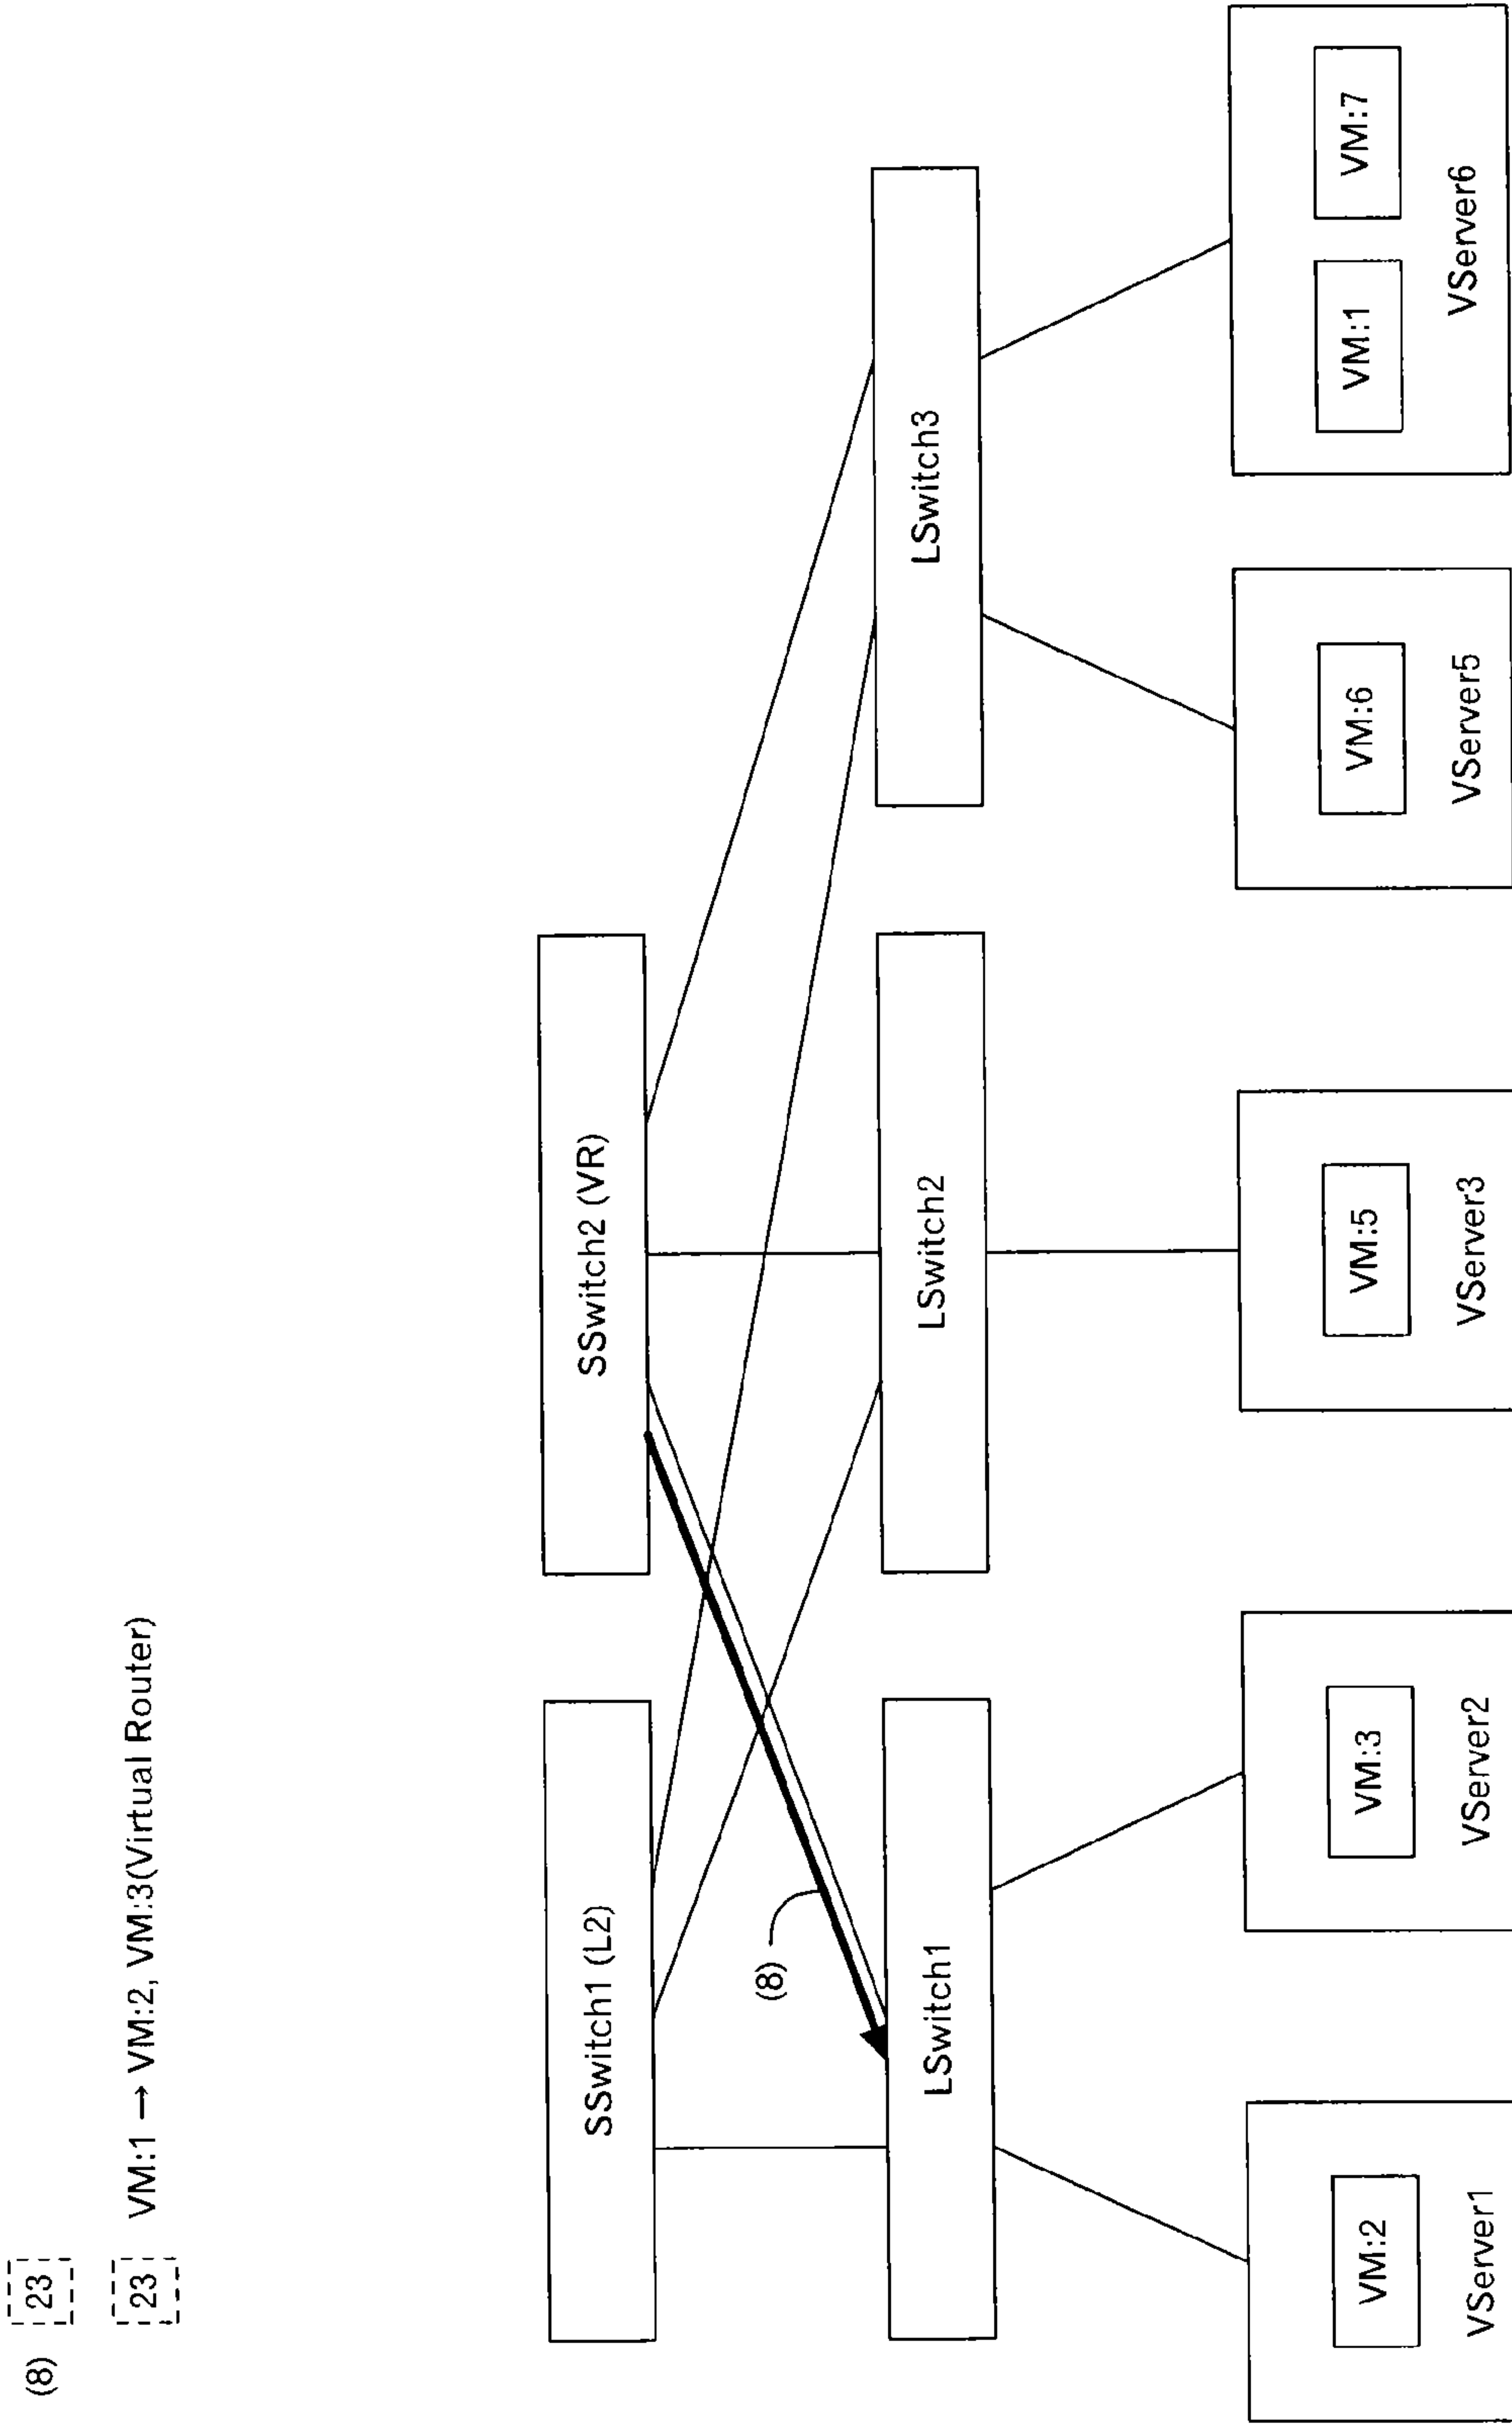 (8) 23
23 VM:1 → VM:2, VM:3(Virtual Router)
SSwitch1 (L2)
SSwitch2 (VR)
(8)
LSwitch1
LSwitch2
LSwitch3
VM:2
VM:3
VM:5
VM:6
VM:1
VM:7
VServer1
VServer2
VServer3
VServer5
VServer6